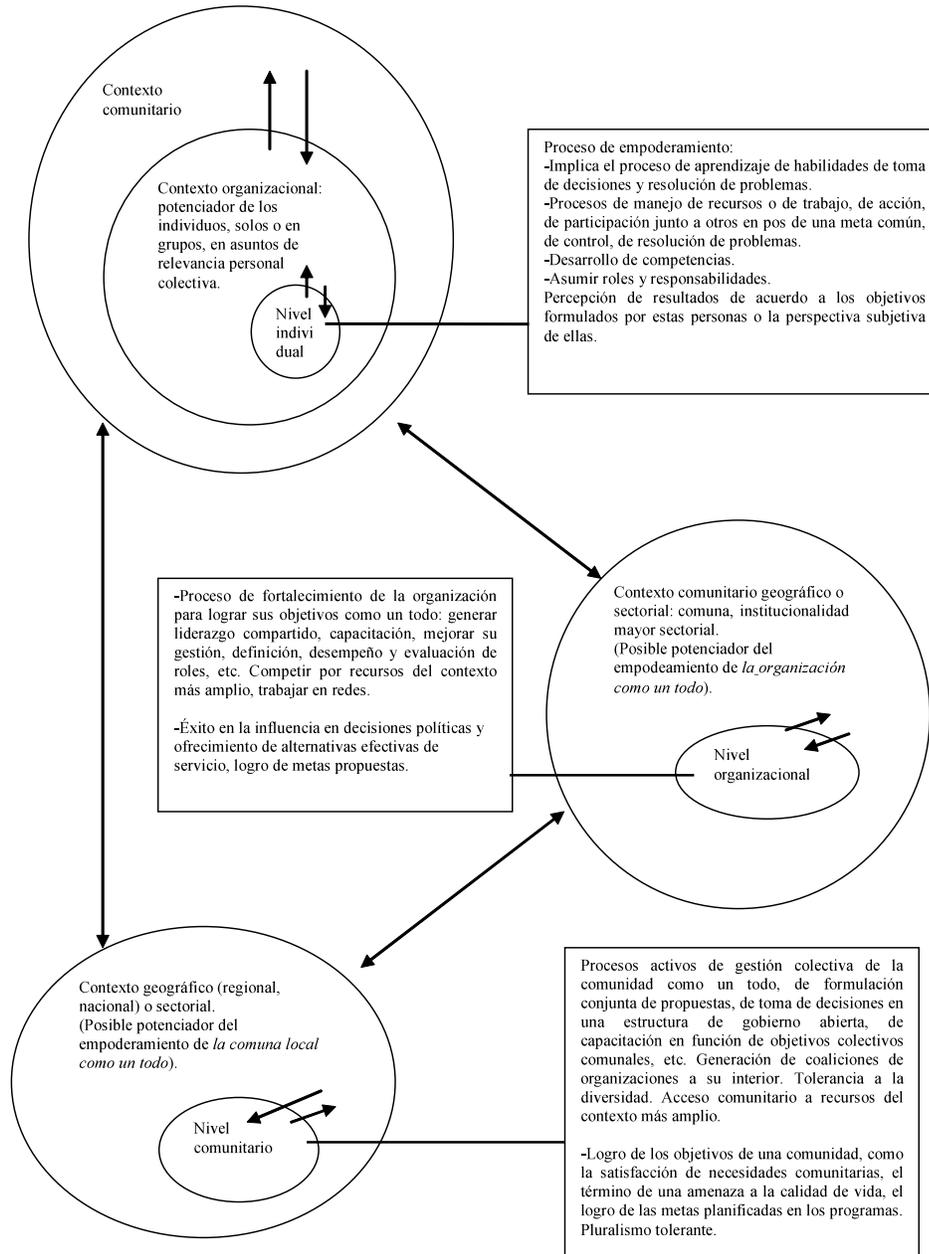 Contexto
comunitario
Contexto organizacional:
potenciador de los
individuos, solos o en
grupos, en asuntos de
relevancia personal
colectiva.
Nivel
indivi
dual
Proceso de empoderamiento:
-Implica el proceso de aprendizaje de habilidades de toma
de decisiones y resolución de problemas.
-Procesos de manejo de recursos o de trabajo, de acción,
de participación junto a otros en pos de una meta común,
de control, de resolución de problemas.
-Desarrollo de competencias.
-Asumir roles y responsabilidades.
Percepción de resultados de acuerdo a los objetivos
formulados por estas personas o la perspectiva subjetiva
de ellas.
-Proceso de fortalecimiento de la organización
para lograr sus objetivos como un todo: generar
liderazgo compartido, capacitación, mejorar su
gestión, definición, desempeño y evaluación de
roles, etc. Competir por recursos del contexto
más amplio, trabajar en redes.
-Éxito en la influencia en decisiones políticas y
ofrecimiento de alternativas efectivas de
servicio, logro de metas propuestas.
Contexto comunitario geográfico o
sectorial: comuna, institucionalidad
mayor sectorial.
(Posible potenciador del
empodeamiento de la organización
como un todo).
Nivel
organizacional
Contexto geográfico (regional,
nacional) o sectorial.
(Posible potenciador del
empoderamiento de la comuna local
como un todo).
Nivel
comunitario
Procesos activos de gestión colectiva de la
comunidad como un todo, de formulación
conjunta de propuestas, de toma de decisiones en
una estructura de gobierno abierta, de
capacitación en función de objetivos colectivos
comunales, etc. Generación de coaliciones de
organizaciones a su interior. Tolerancia a la
diversidad. Acceso comunitario a recursos del
contexto más amplio.
-Logro de los objetivos de una comunidad, como
la satisfacción de necesidades comunitarias, el
término de una amenaza a la calidad de vida, el
logro de las metas planificadas en los programas.
Pluralismo tolerante.